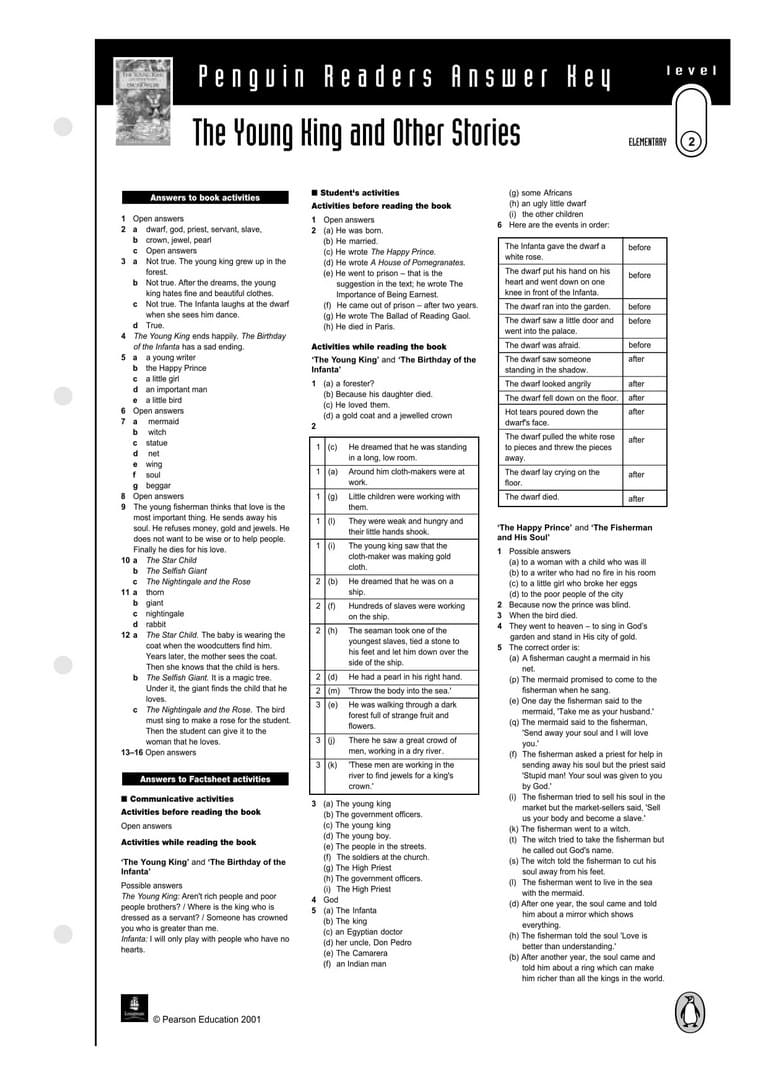 Penguin Readers Answer Key
level
The Young King and Other Stories
ELEMENTARY
2
Answers to book activities
1 Open answers
2 a dwarf, god, priest, servant, slave,
b crown, jewel, pearl
c Open answers
3 a Not true. The young king grew up in the
forest.
b Not true. After the dreams, the young
king hates fine and beautiful clothes.
c Not true. The Infanta laughs at the dwarf
when she sees him dance.
d True.
4 The Young King ends happily. The Birthday
of the Infanta has a sad ending.
5 a a young writer
b the Happy Prince
c a little girl
d an important man
e a little bird
6 Open answers
7 a mermaid
b witch
c statue
d net
e wing
f soul
g beggar
8 Open answers
9 The young fisherman thinks that love is the
most important thing. He sends away his
soul. He refuses money, gold and jewels. He
does not want to be wise or to help people.
Finally he dies for his love.
10 a The Star Child
b The Selfish Giant
c The Nightingale and the Rose
11 a thorn
b giant
c nightingale
d rabbit
12 a The Star Child. The baby is wearing the
coat when the woodcutters find him.
Years later, the mother sees the coat.
Then she knows that the child is hers.
b The Selfish Giant. It is a magic tree.
Under it, the giant finds the child that he
loves.
c The Nightingale and the Rose. The bird
must sing to make a rose for the student.
Then the student can give it to the
woman that he loves.
13–16 Open answers
Answers to Factsheet activities
■ Communicative activities
Activities before reading the book
Open answers
Activities while reading the book
‘The Young King’ and ‘The Birthday of the
Infanta’
Possible answers
The Young King: Aren't rich people and poor
people brothers? / Where is the king who is
dressed as a servant? / Someone has crowned
you who is greater than me.
Infanta: I will only play with people who have no
hearts.
■ Student's activities
Activities before reading the book
1 Open answers
2 (a) He was born.
(b) He married.
(c) He wrote The Happy Prince.
(d) He wrote A House of Pomegranates.
(e) He went to prison – that is the
suggestion in the text; he wrote The
Importance of Being Earnest.
(f) He came out of prison – after two years.
(g) He wrote The Ballad of Reading Gaol.
(h) He died in Paris.
Activities while reading the book
‘The Young King’ and ‘The Birthday of the
Infanta’
1 (a) a forester?
(b) Because his daughter died.
(c) He loved them.
(d) a gold coat and a jewelled crown
2
1 (c) He dreamed that he was standing
in a long, low room.
1 (a) Around him cloth-makers were at
work.
1 (g) Little children were working with
them.
1 (l) They were weak and hungry and
their little hands shook.
1 (i) The young king saw that the
cloth-maker was making gold
cloth.
2 (b) He dreamed that he was on a
ship.
2 (f) Hundreds of slaves were working
on the ship.
2 (h) The seaman took one of the
youngest slaves, tied a stone to
his feet and let him down over the
side of the ship.
2 (d) He had a pearl in his right hand.
2 (m) 'Throw the body into the sea.'
3 (e) He was walking through a dark
forest full of strange fruit and
flowers.
3 (j) There he saw a great crowd of
men, working in a dry river.
3 (k) 'These men are working in the
river to find jewels for a king's
crown.'
3 (a) The young king
(b) The government officers.
(c) The young king
(d) The young boy.
(e) The people in the streets.
(f) The soldiers at the church.
(g) The High Priest
(h) The government officers.
(i) The High Priest
4 God
5 (a) The Infanta
(b) The king
(c) an Egyptian doctor
(d) her uncle, Don Pedro
(e) The Camarera
(f) an Indian man
(g) some Africans
(h) an ugly little dwarf
(i) the other children
6 Here are the events in order:
The Infanta gave the dwarf a before
white rose.
The dwarf put his hand on his before
heart and went down on one
knee in front of the Infanta.
The dwarf ran into the garden. before
The dwarf saw a little door and before
went into the palace.
The dwarf was afraid. before
The dwarf saw someone after
standing in the shadow.
The dwarf looked angrily after
The dwarf fell down on the floor. after
Hot tears poured down the after
dwarf's face.
The dwarf pulled the white rose after
to pieces and threw the pieces
away.
The dwarf lay crying on the after
floor.
The dwarf died. after
‘The Happy Prince’ and ‘The Fisherman
and His Soul’
1 Possible answers
(a) to a woman with a child who was ill
(b) to a writer who had no fire in his room
(c) to a little girl who broke her eggs
(d) to the poor people of the city
2 Because now the prince was blind.
3 When the bird died.
4 They went to heaven – to sing in God's
garden and stand in His city of gold.
5 The correct order is:
(a) A fisherman caught a mermaid in his
net.
(p) The mermaid promised to come to the
fisherman when he sang.
(e) One day the fisherman said to the
mermaid, 'Take me as your husband.'
(q) The mermaid said to the fisherman,
'Send away your soul and I will love
you.'
(f) The fisherman asked a priest for help in
sending away his soul but the priest said
'Stupid man! Your soul was given to you
by God.'
(i) The fisherman tried to sell his soul in the
market but the market-sellers said, 'Sell
us your body and become a slave.'
(k) The fisherman went to a witch.
(t) The witch tried to take the fisherman but
he called out God's name.
(s) The witch told the fisherman to cut his
soul away from his feet.
(l) The fisherman went to live in the sea
with the mermaid.
(d) After one year, the soul came and told
him about a mirror which shows
everything.
(h) The fisherman told the soul 'Love is
better than understanding.'
(b) After another year, the soul came and
told him about a ring which can make
him richer than all the kings in the world.
© Pearson Education 2001